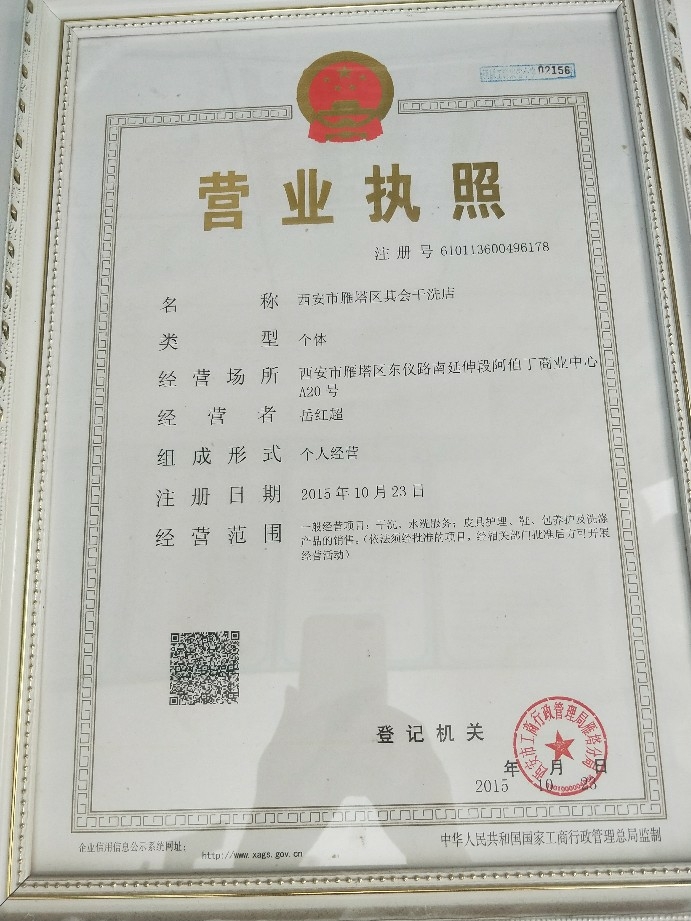 02156
营业执照
注册号 610113600496178
名称 西安市雁塔区其会干洗店
类型 个体
经营场所 西安市雁塔区东仪路南延伸段阿伯丁商业中心
A20号
经营者 岳红超
组成形式 个人经营
注册日期 2015年10月23日
经营范围 一般经营项目：干洗、水洗服务；皮具护理、鞋、包养护及洗涤
产品的销售。（依法须经批准的项目，经相关部门批准后方可开展
经营活动）
登记机关
西安市工商行政管理局雁塔分局
年 月 日
2015 10 23
企业信用信息公示系统网址：
http://www.xags.gov.cn
中华人民共和国国家工商行政管理总局监制